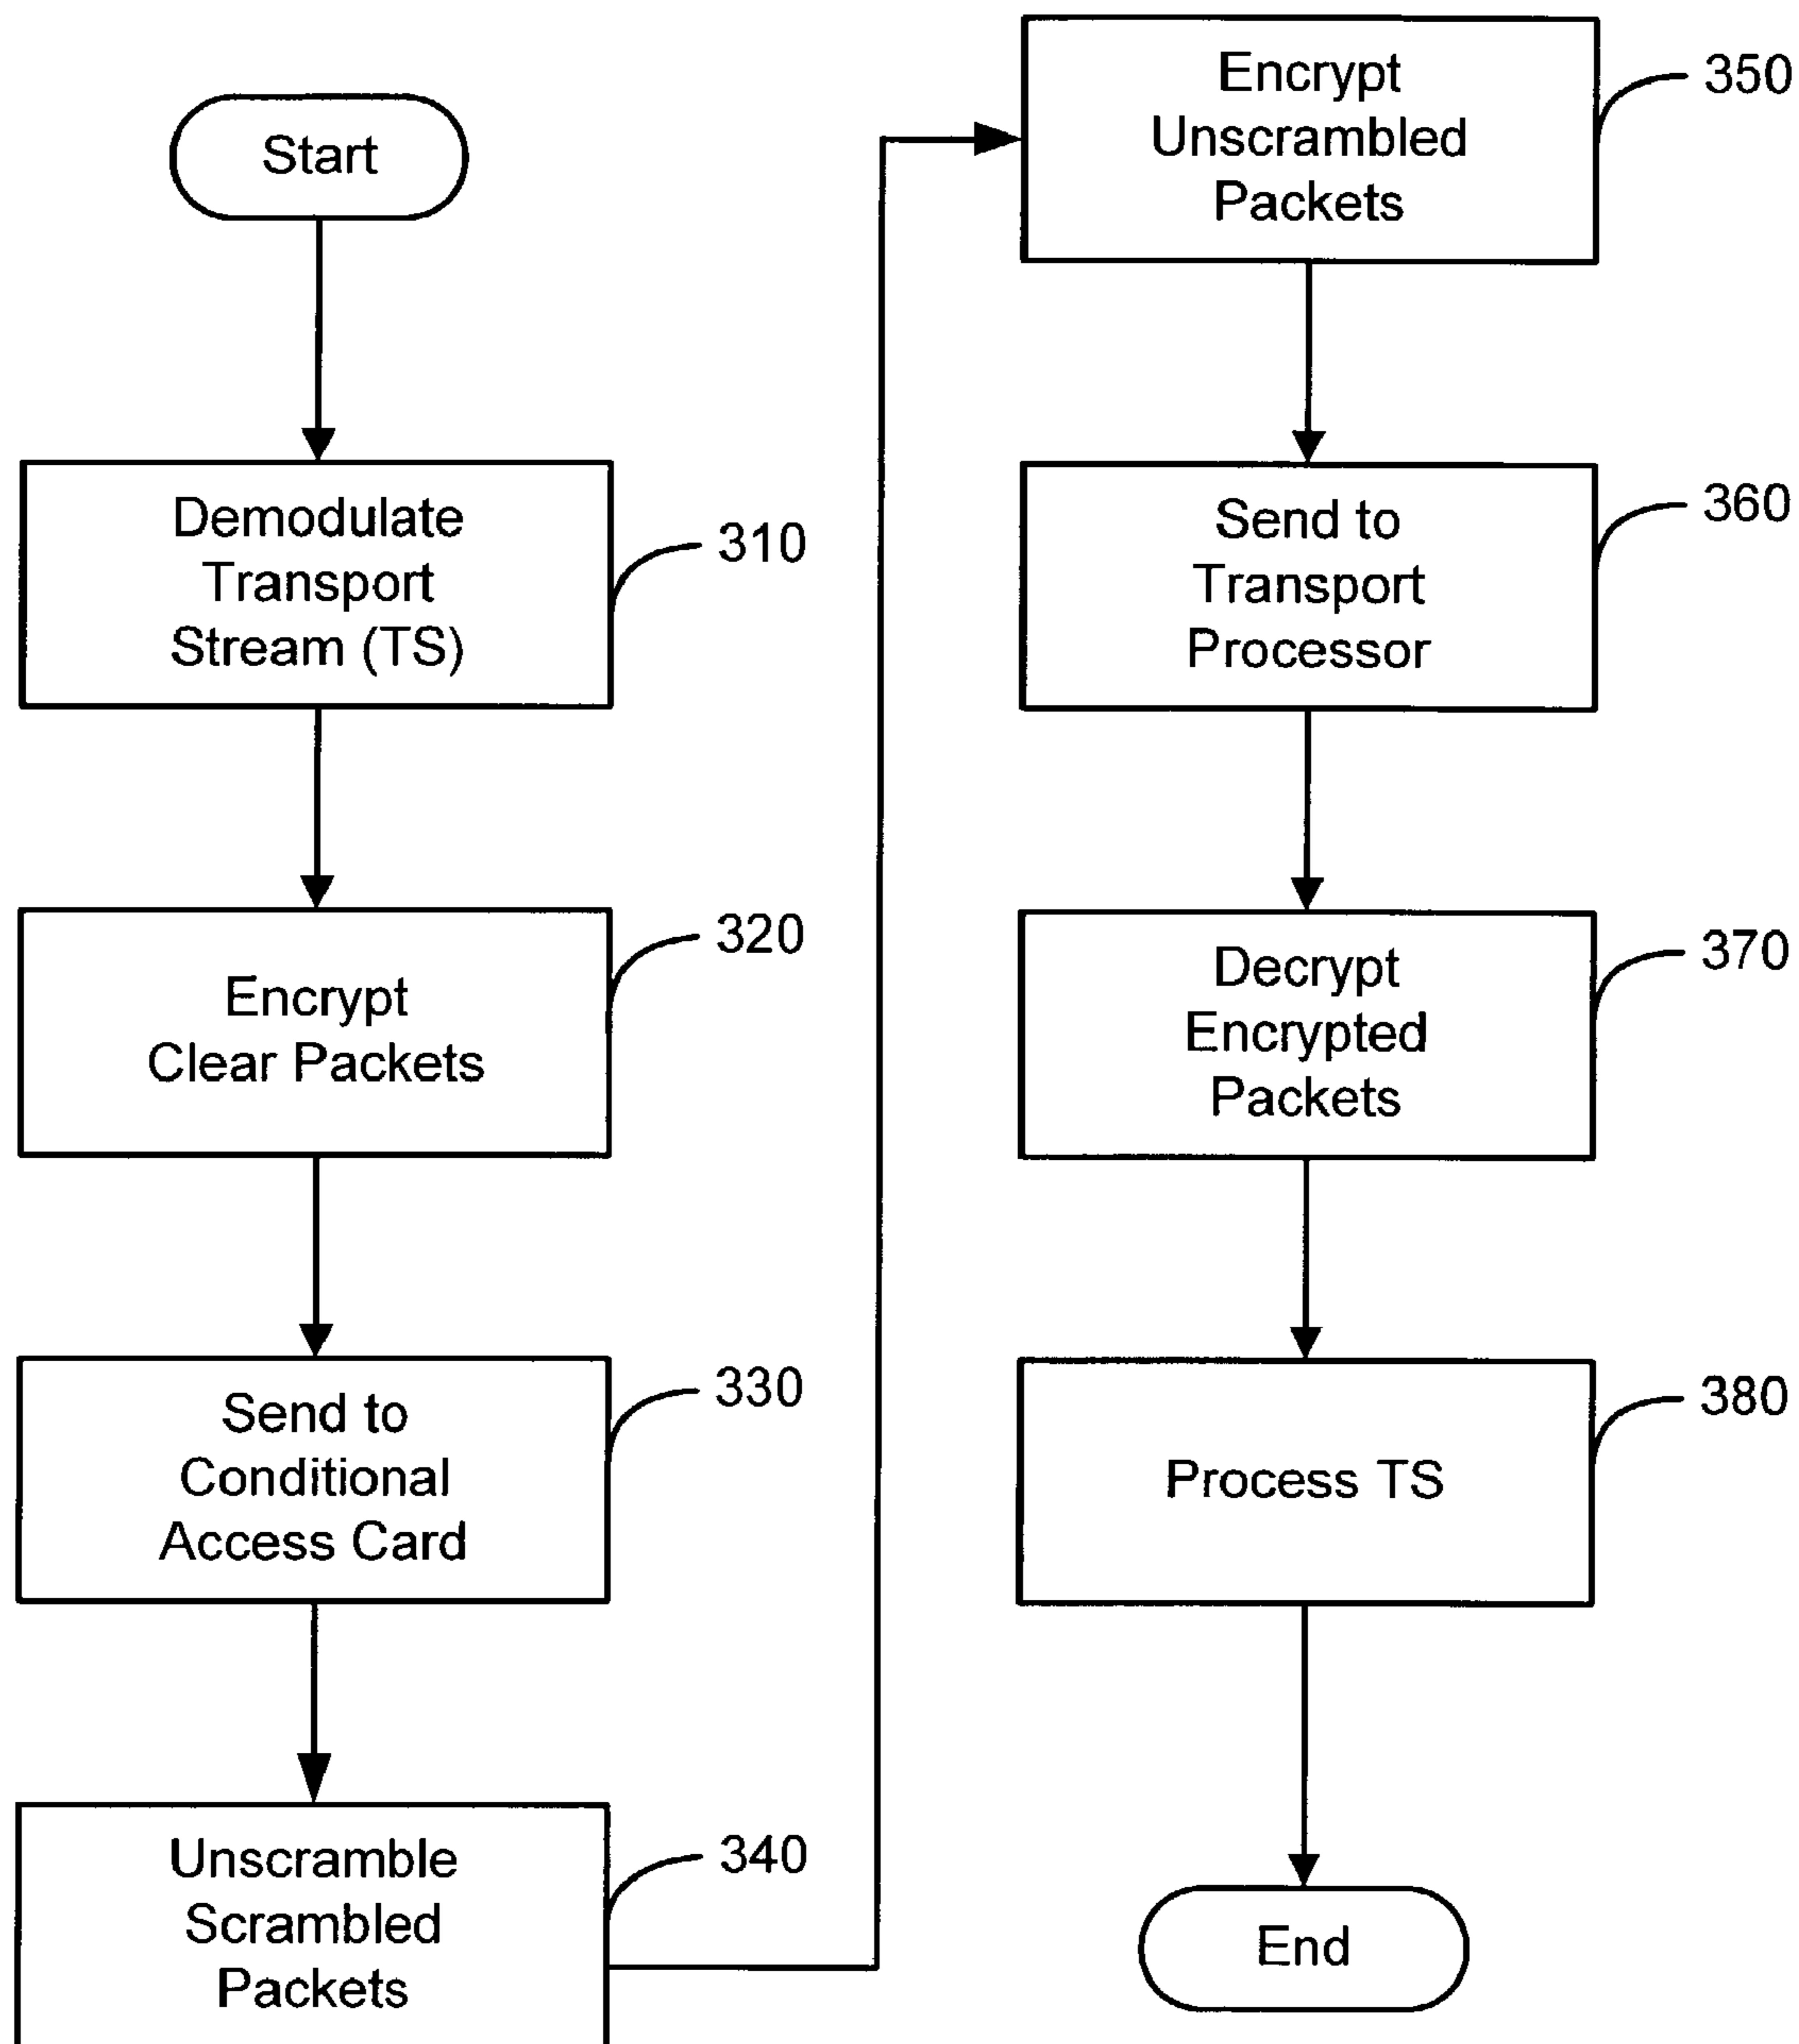 Start
Demodulate
Transport
Stream (TS)
310
Encrypt
Clear Packets
320
Send to
Conditional
Access Card
330
Unscramble
Scrambled
Packets
340
Encrypt
Unscrambled
Packets
350
Send to
Transport
Processor
360
Decrypt
Encrypted
Packets
370
Process TS
380
End